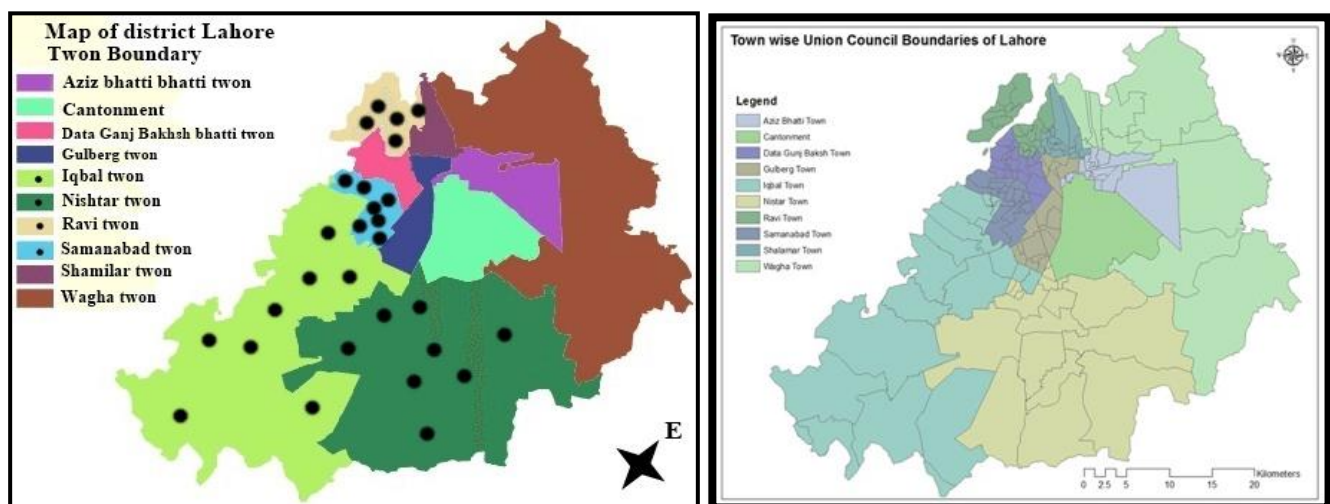 Map of district Lahore
Twon Boundary
Aziz bhatti bhatti twon
Cantonment
Data Ganj Bakhsh bhatti twon
Gulberg twon
Iqbal twon
Nishtar twon
Ravi twon
Samanabad twon
Shamilar twon
Wagha twon
E
Town wise Union Council Boundaries of Lahore
Legend
Aziz Bhatti Town
Cantonment
Data Gunj Baksh Town
Gulberg Town
Iqbal Town
Nistar Town
Ravi Town
Samanabad Town
Shalamar Town
Wagha Town
Kilometers
0 2.5 5 10 15 20